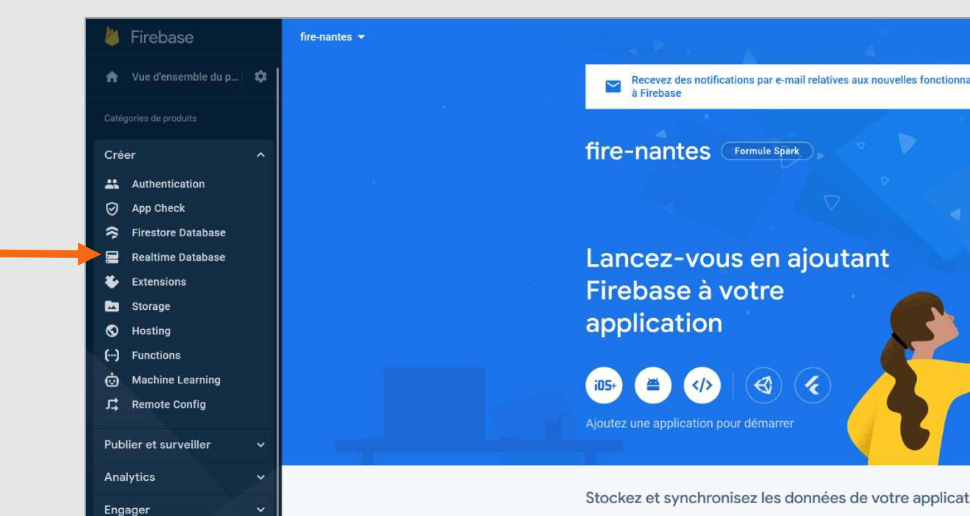 Firebase
fire-nantes
Vue d'ensemble du p...
Recevez des notifications par e-mail relatives aux nouvelles
à Firebase
Catégories de produits
fire-nantes
Formule Spark
Créer
Authentication
App Check
Firestore Database
Realtime Database
Extensions
Storage
Hosting
Functions
Machine Learning
Remote Config
Publier et surveiller
Analytics
Engager
Lancez-vous en ajoutant
Firebase à votre
application
iOS+
Ajoutez une application pour démarrer
Stockez et synchronisez les données de votre applicat